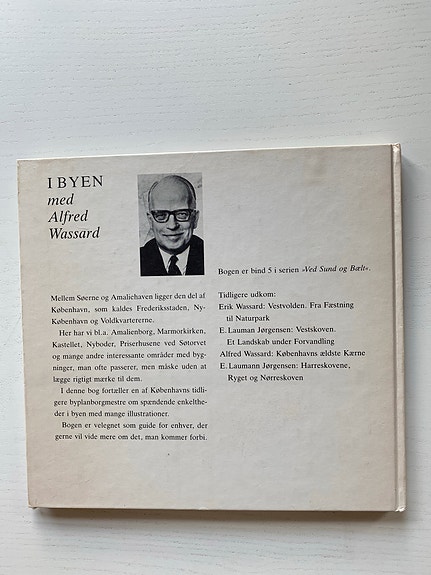 I BYEN
med
Alfred
Wassard
Bogen er bind 5 i serien »Ved Sund og Bælt«.
Mellem Søerne og Amaliehaven ligger den del af
København, som kaldes Frederiksstaden, Ny-
København og Voldkvartererne.
Her har vi bl.a. Amalienborg, Marmorkirken,
Kastellet, Nyboder, Priserhusene ved Søtorvet
og mange andre interessante områder med byg-
ninger, man ofte passerer, men måske uden at
lægge rigtigt mærke til dem.
I denne bog fortæller en af Københavns tidli-
gere byplanborgmestre om spændende enkelthe-
der i byen med mange illustrationer.
Bogen er velegnet som guide for enhver, der
gerne vil vide mere om det, man kommer forbi.
Tidligere udkom:
Erik Wassard: Vestvolden. Fra Fæstning
til Naturpark
E. Lauman Jørgensen: Vestskoven.
Et Landskab under Forvandling
Alfred Wassard: Københavns ældste Kærne
E. Laumann Jørgensen: Harreskovene,
Ryget og Nørreskoven